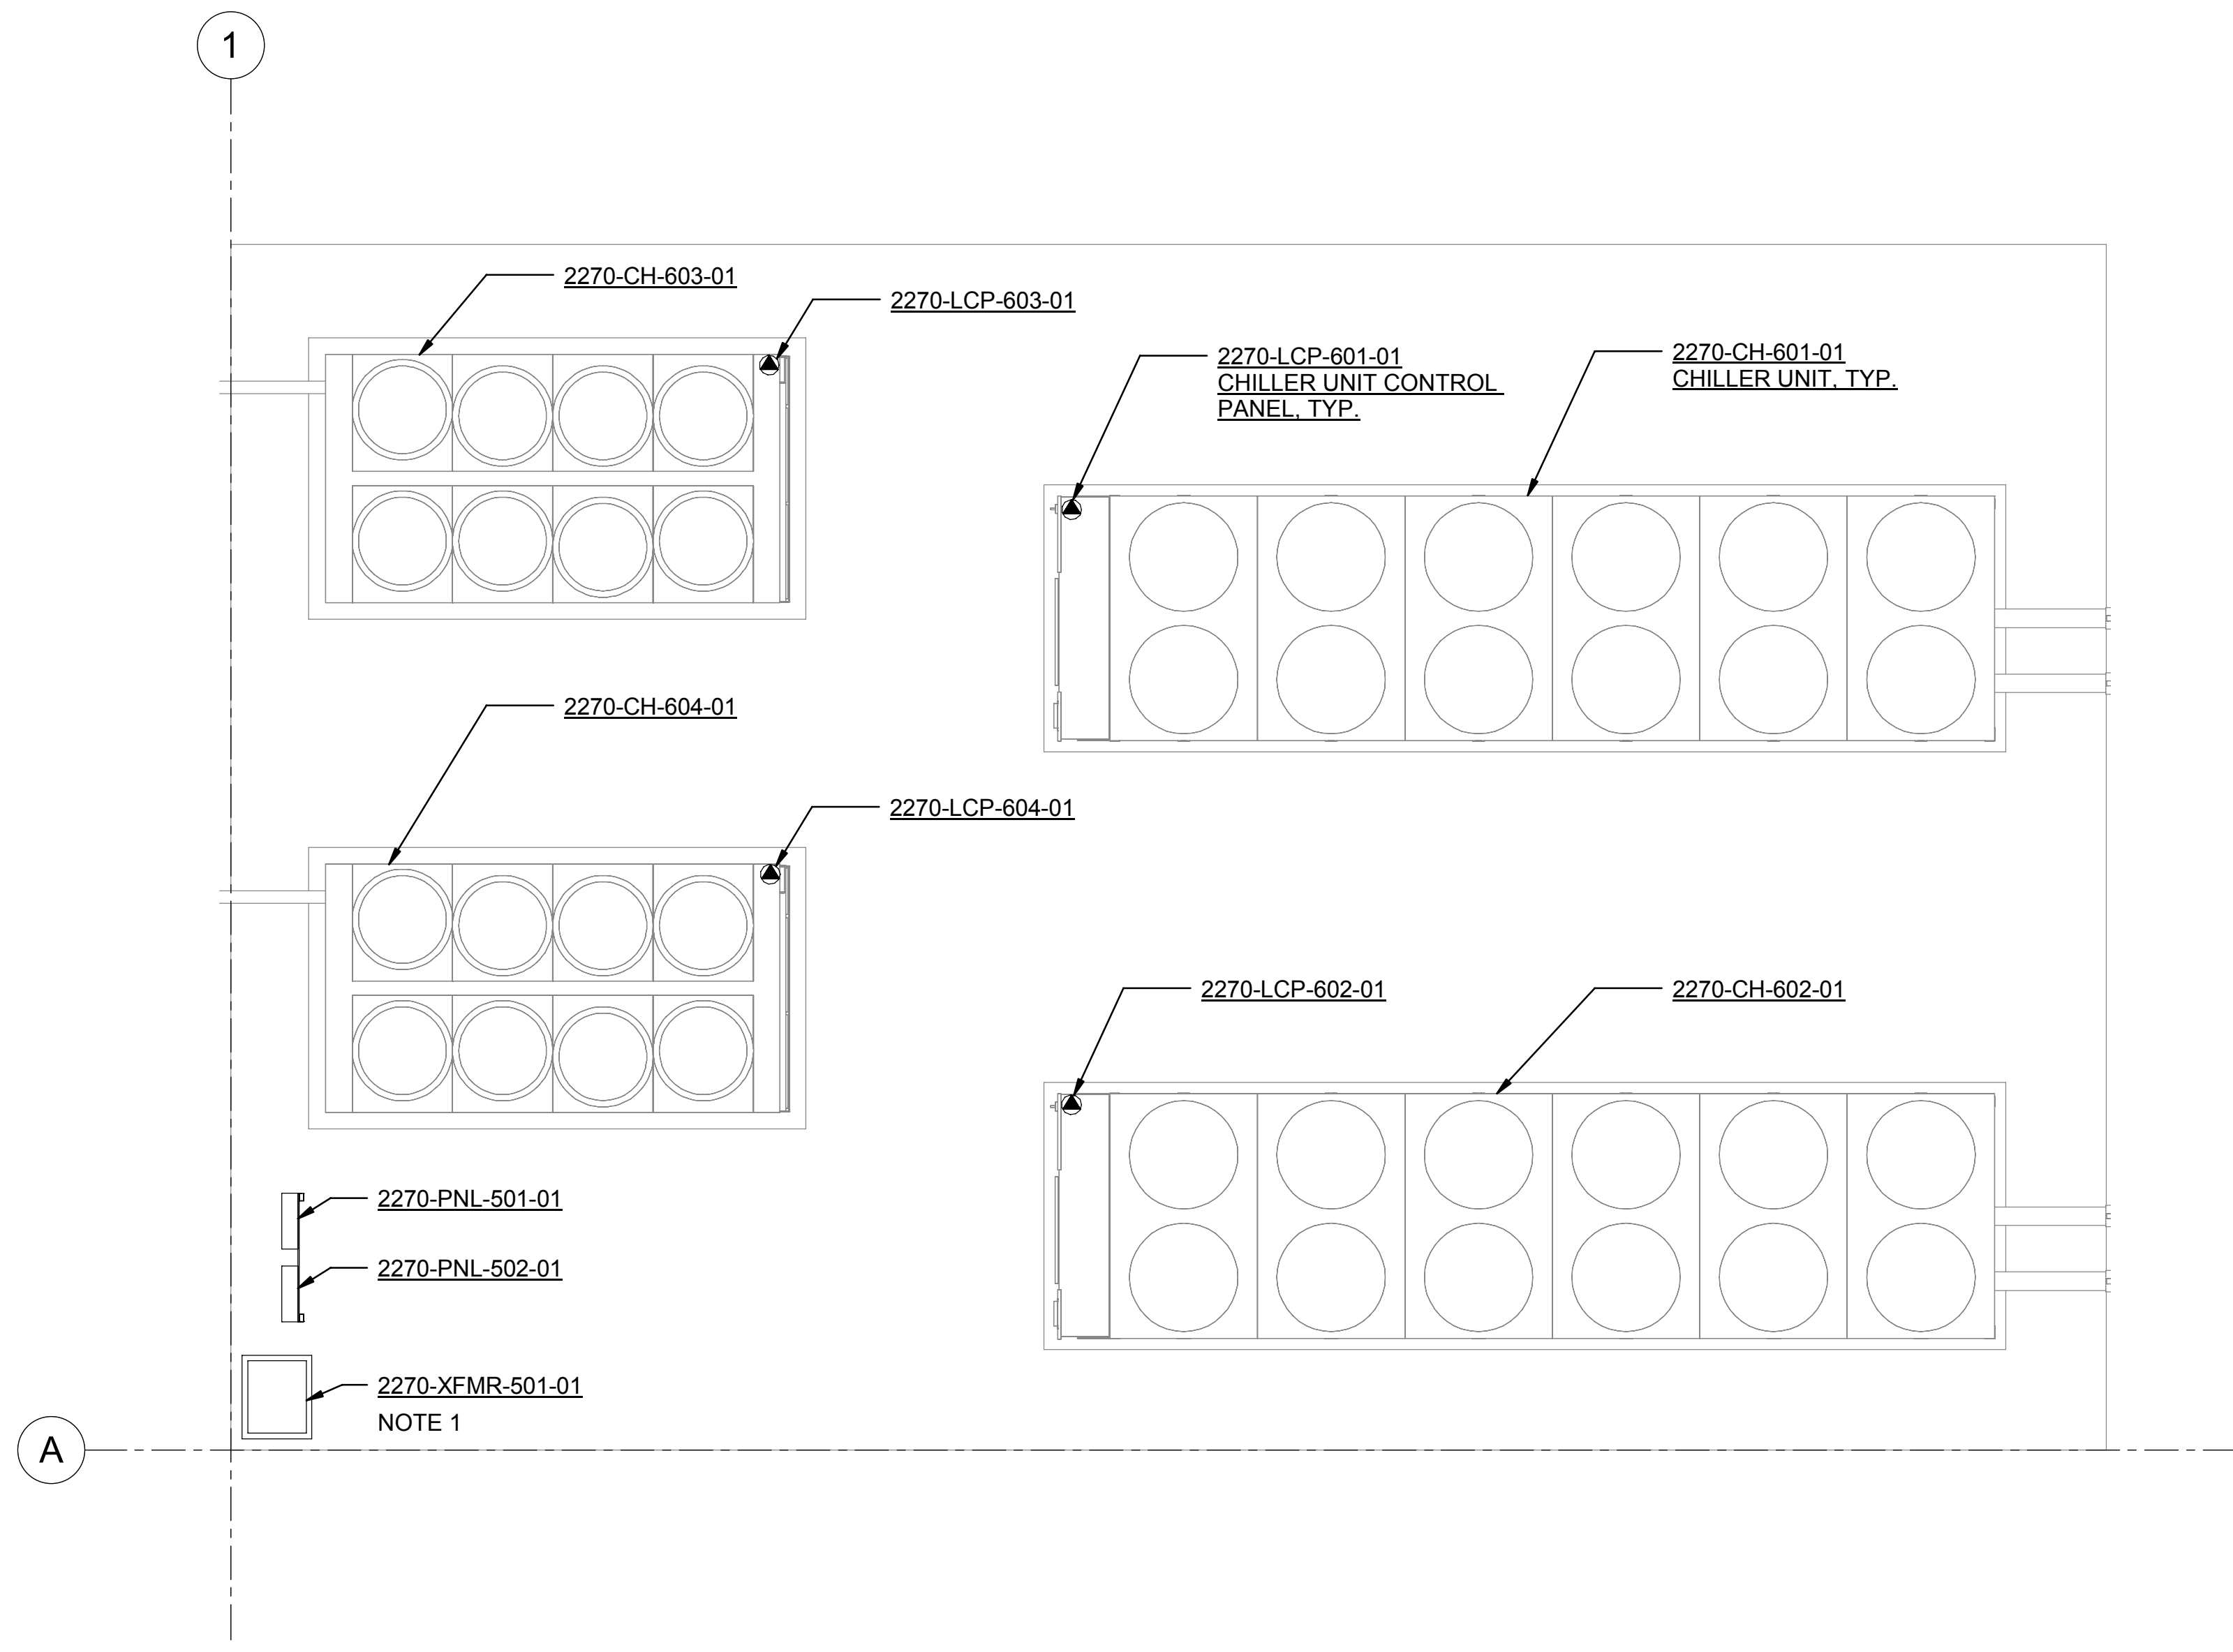 1
2270-CH-603-01
2270-LCP-603-01
2270-LCP-601-01
CHILLER UNIT CONTROL
PANEL, TYP.
2270-CH-601-01
CHILLER UNIT, TYP.
2270-CH-604-01
2270-LCP-604-01
2270-LCP-602-01
2270-CH-602-01
2270-PNL-501-01
2270-PNL-502-01
2270-XFMR-501-01
NOTE 1
A